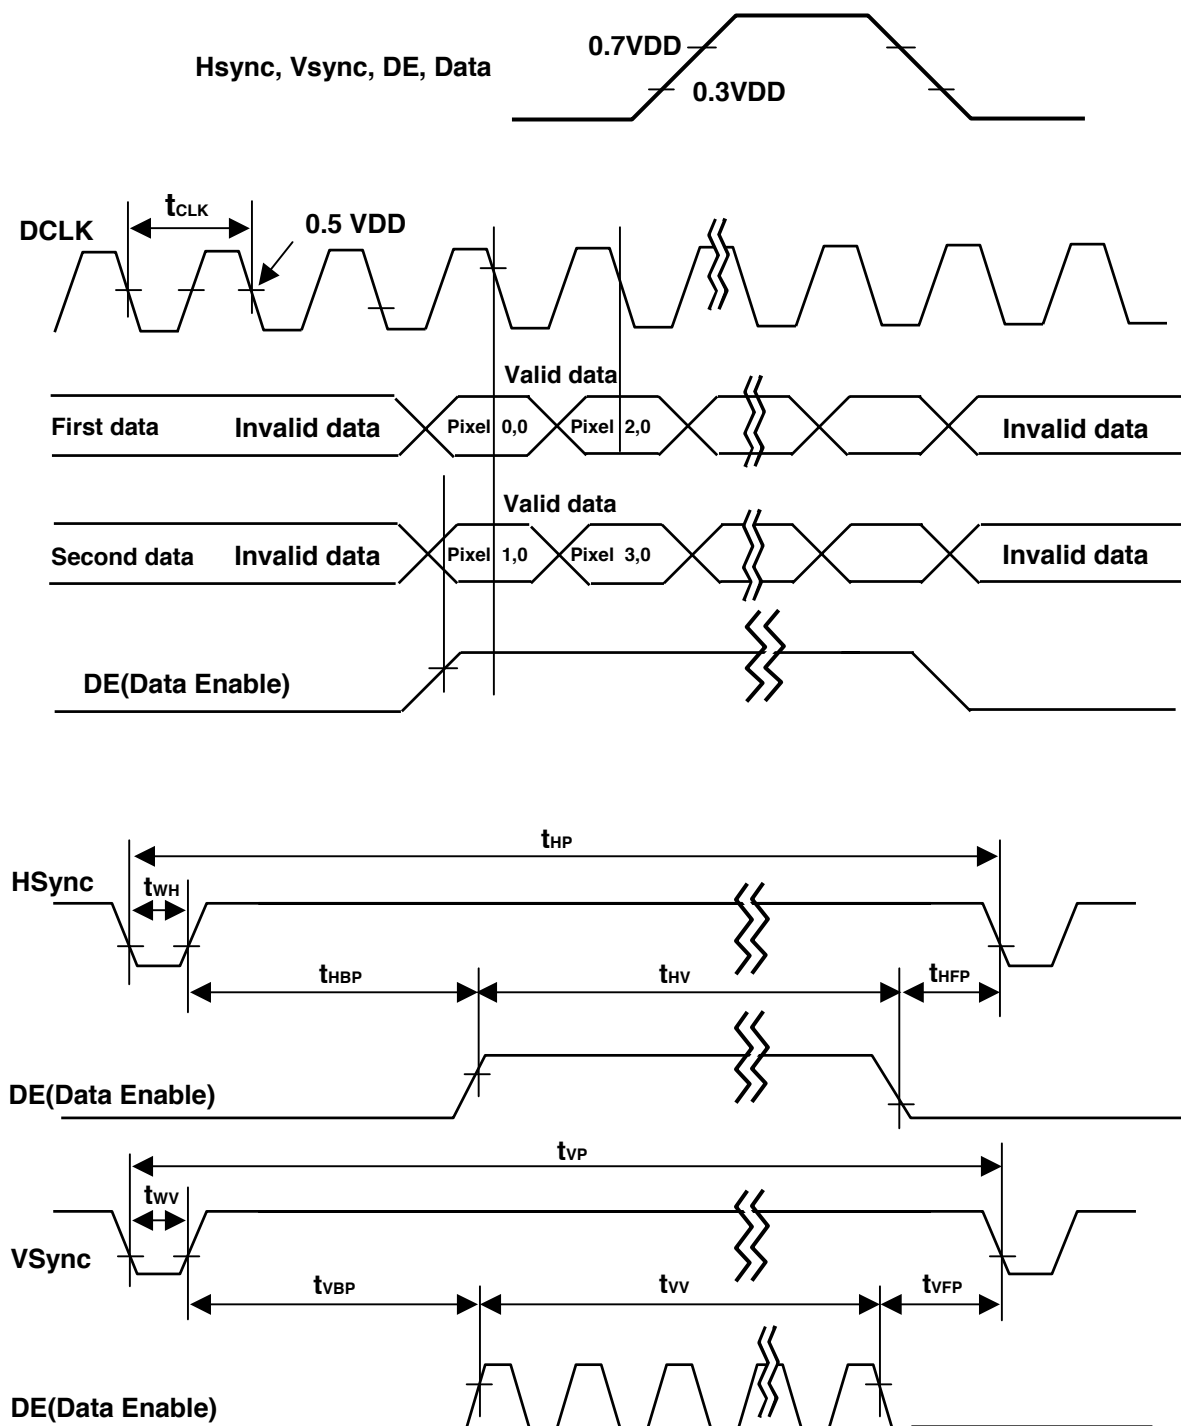 0.7VDD
Hsync, Vsync, DE, Data
0.3VDD
tCLK
DCLK
0.5 VDD
Valid data
First data Invalid data Pixel 0,0 Pixel 2,0 Invalid data
Valid data
Second data Invalid data Pixel 1,0 Pixel 3,0 Invalid data
DE(Data Enable)
tHP
HSync
tWH
tHBP tHV tHFP
DE(Data Enable)
tVP
tWV
VSync
tVBP tVV tVFP
DE(Data Enable)